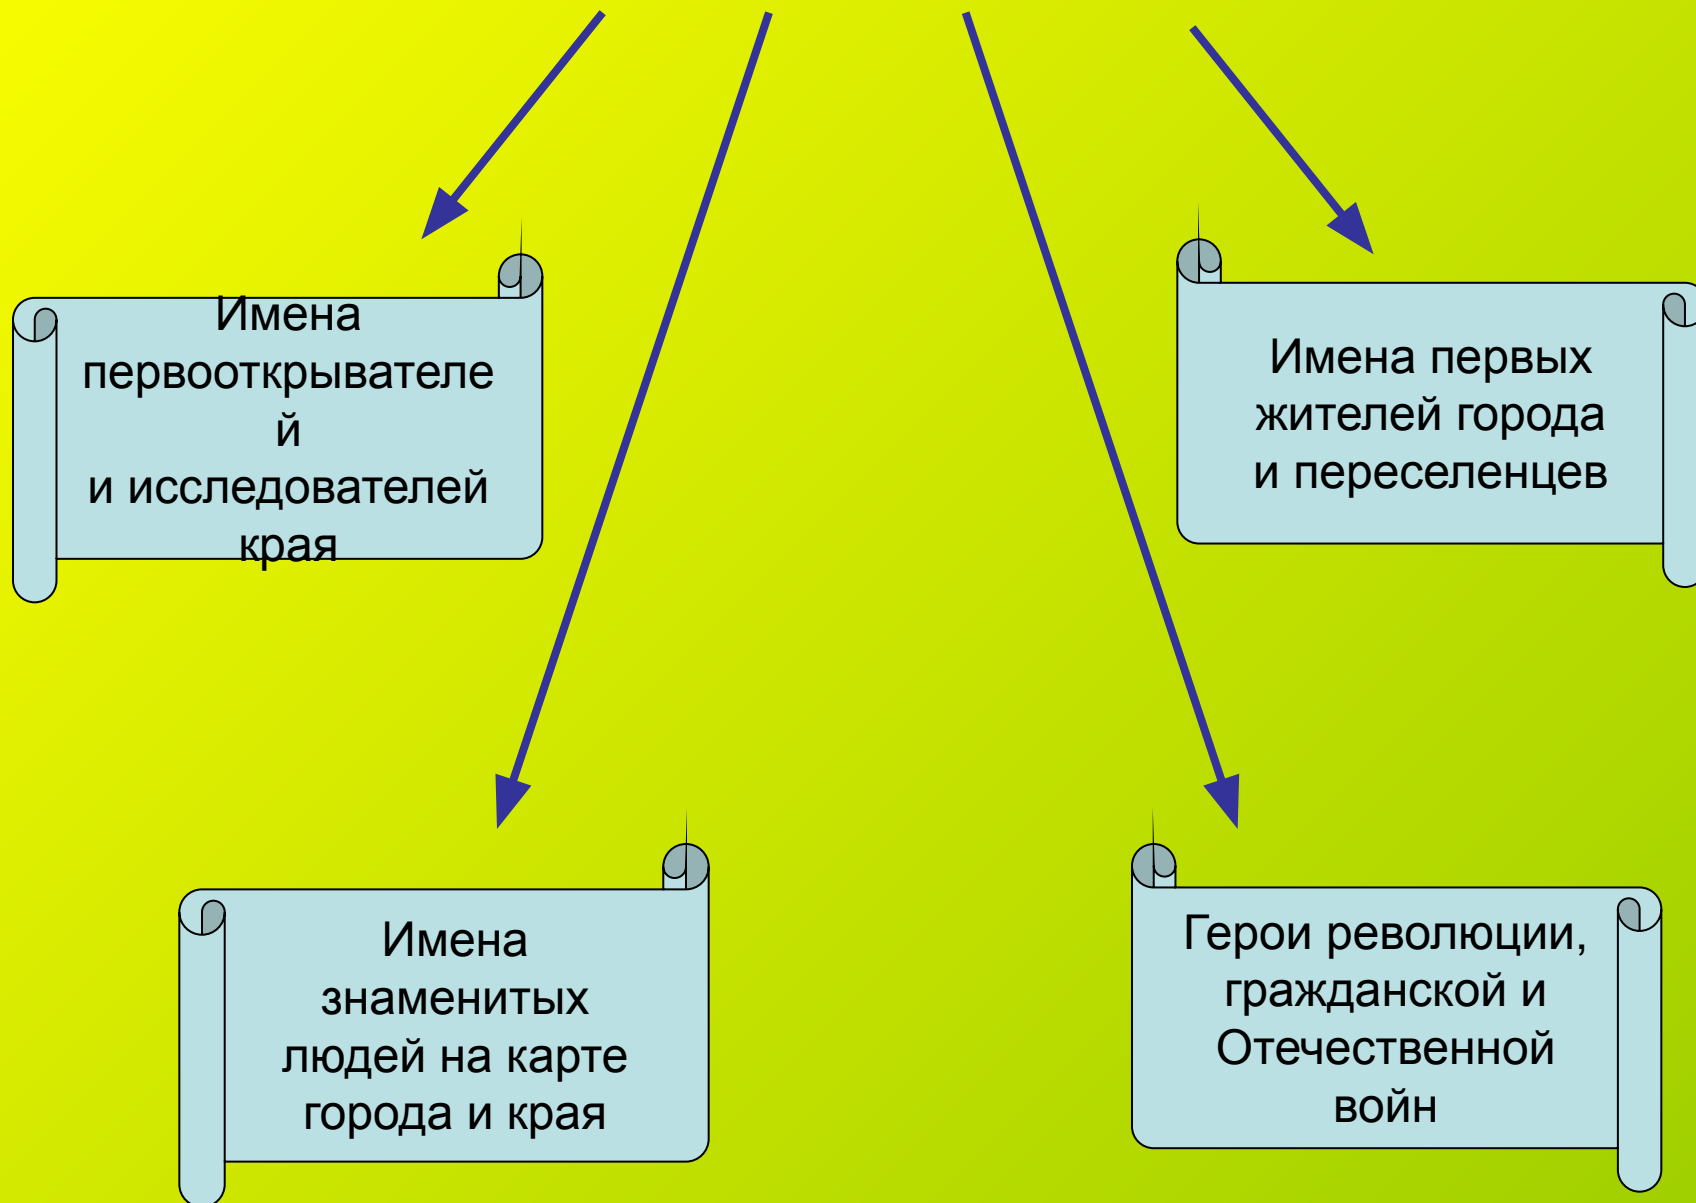 Имена
первооткрывателе
й
и исследователей
края
Имена первых
жителей города
и переселенцев
Имена
знаменитых
людей на карте
города и края
Герои революции,
гражданской и
Отечественной
войн